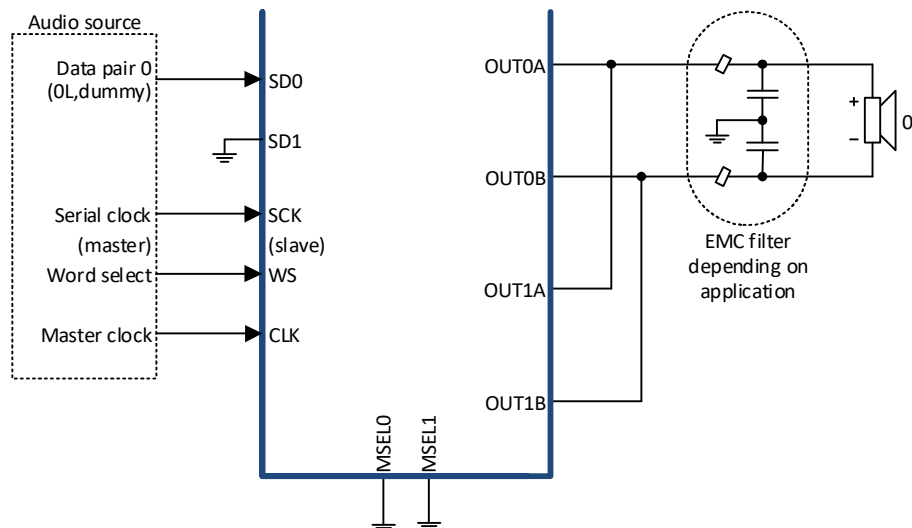 Audio source
Data pair 0
(0L,dummy)
SD0
SD1
Serial clock
(master)
SCK
(slave)
Word select
WS
Master clock
CLK
MSEL0
MSEL1
OUT0A
OUT0B
OUT1A
OUT1B
+
–
0
EMC filter
depending on
application